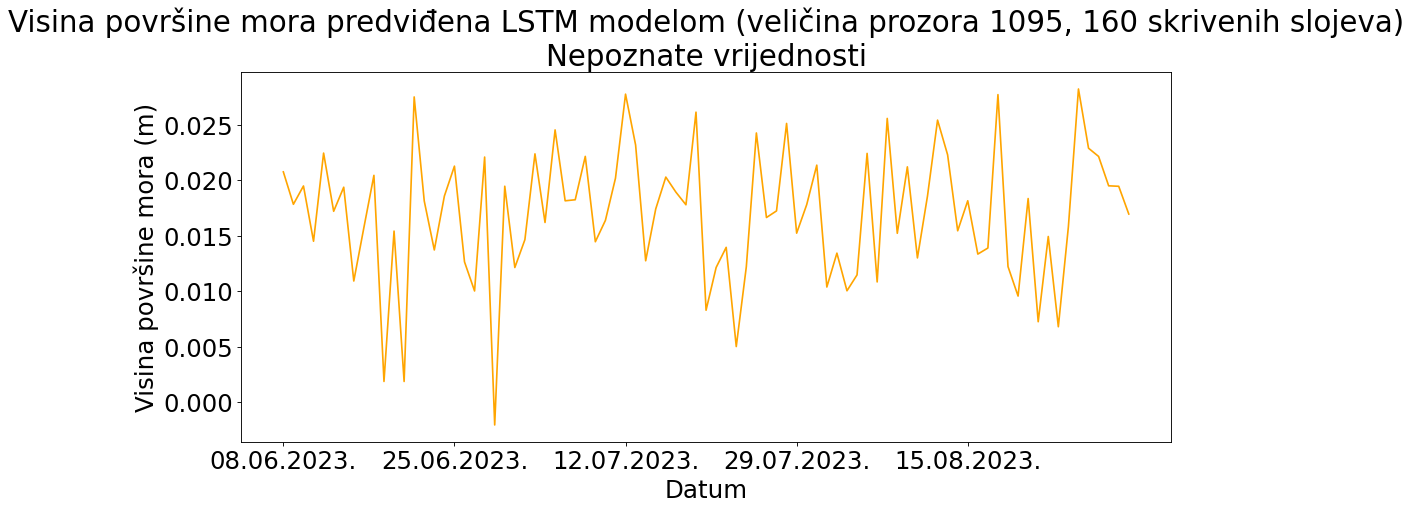 Visina površine mora predviđena LSTM modelom (veličina prozora 1095, 160 skrivenih slojeva)
Nepoznate vrijednosti
Visina površine mora (m)
0.025
0.020
0.015
0.010
0.005
0.000
08.06.2023. 25.06.2023. 12.07.2023. 29.07.2023. 15.08.2023.
Datum